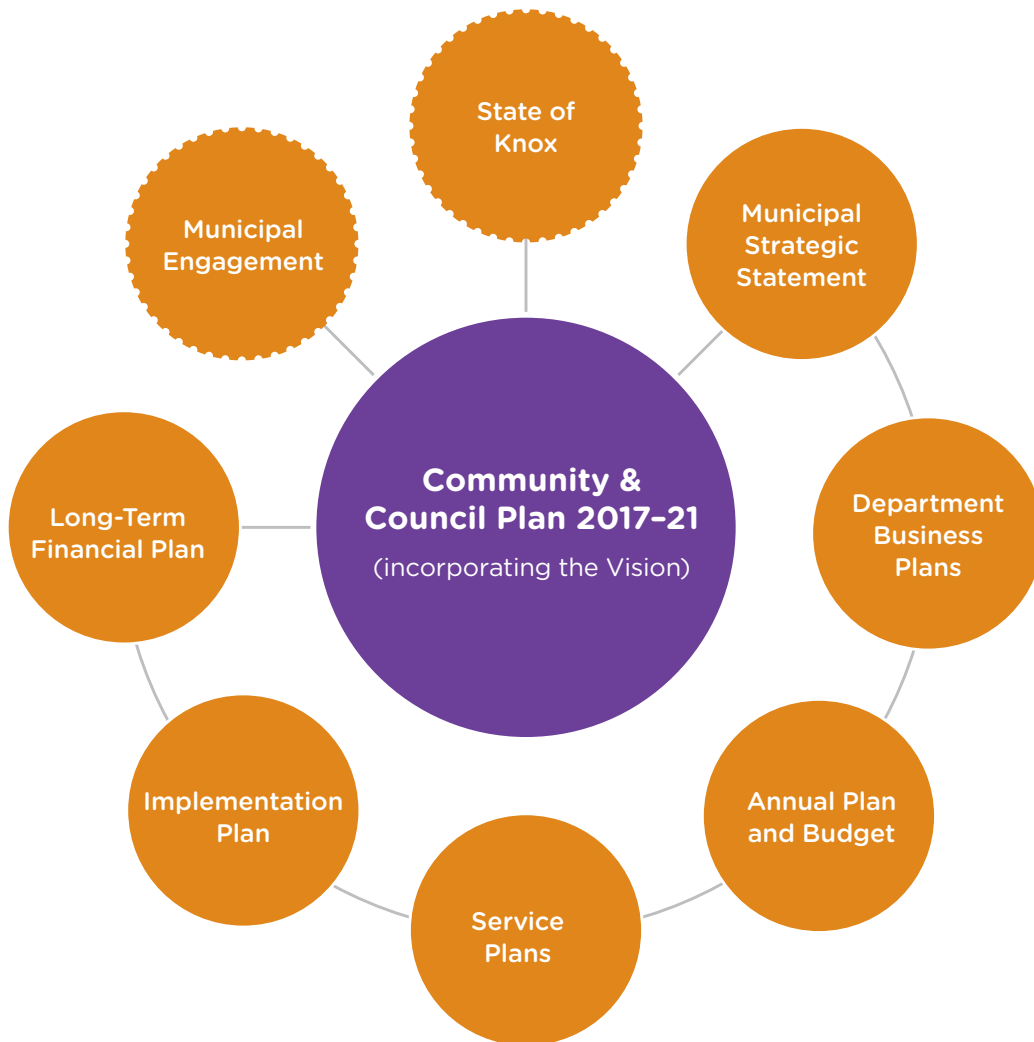 State of
Knox
Municipal
Engagement
Municipal
Strategic
Statement
Community &
Council Plan 2017–21
(incorporating the Vision)
Long-Term
Financial Plan
Department
Business
Plans
Implementation
Plan
Annual Plan
and Budget
Service
Plans